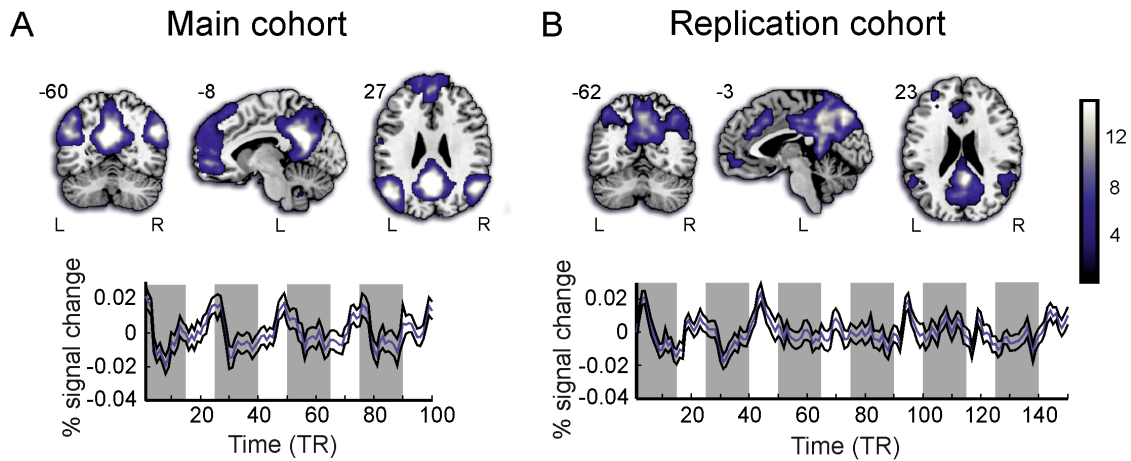 A Main cohort
-60 -8 27
L R L L R
% signal change
0.02
0
-0.02
-0.04
20 40 60 80 100
Time (TR)
B Replication cohort
-62 -3 23
L R L L R
12
8
4
% signal change
0.02
0
-0.02
-0.04
20 40 60 80 100 120 140
Time (TR)